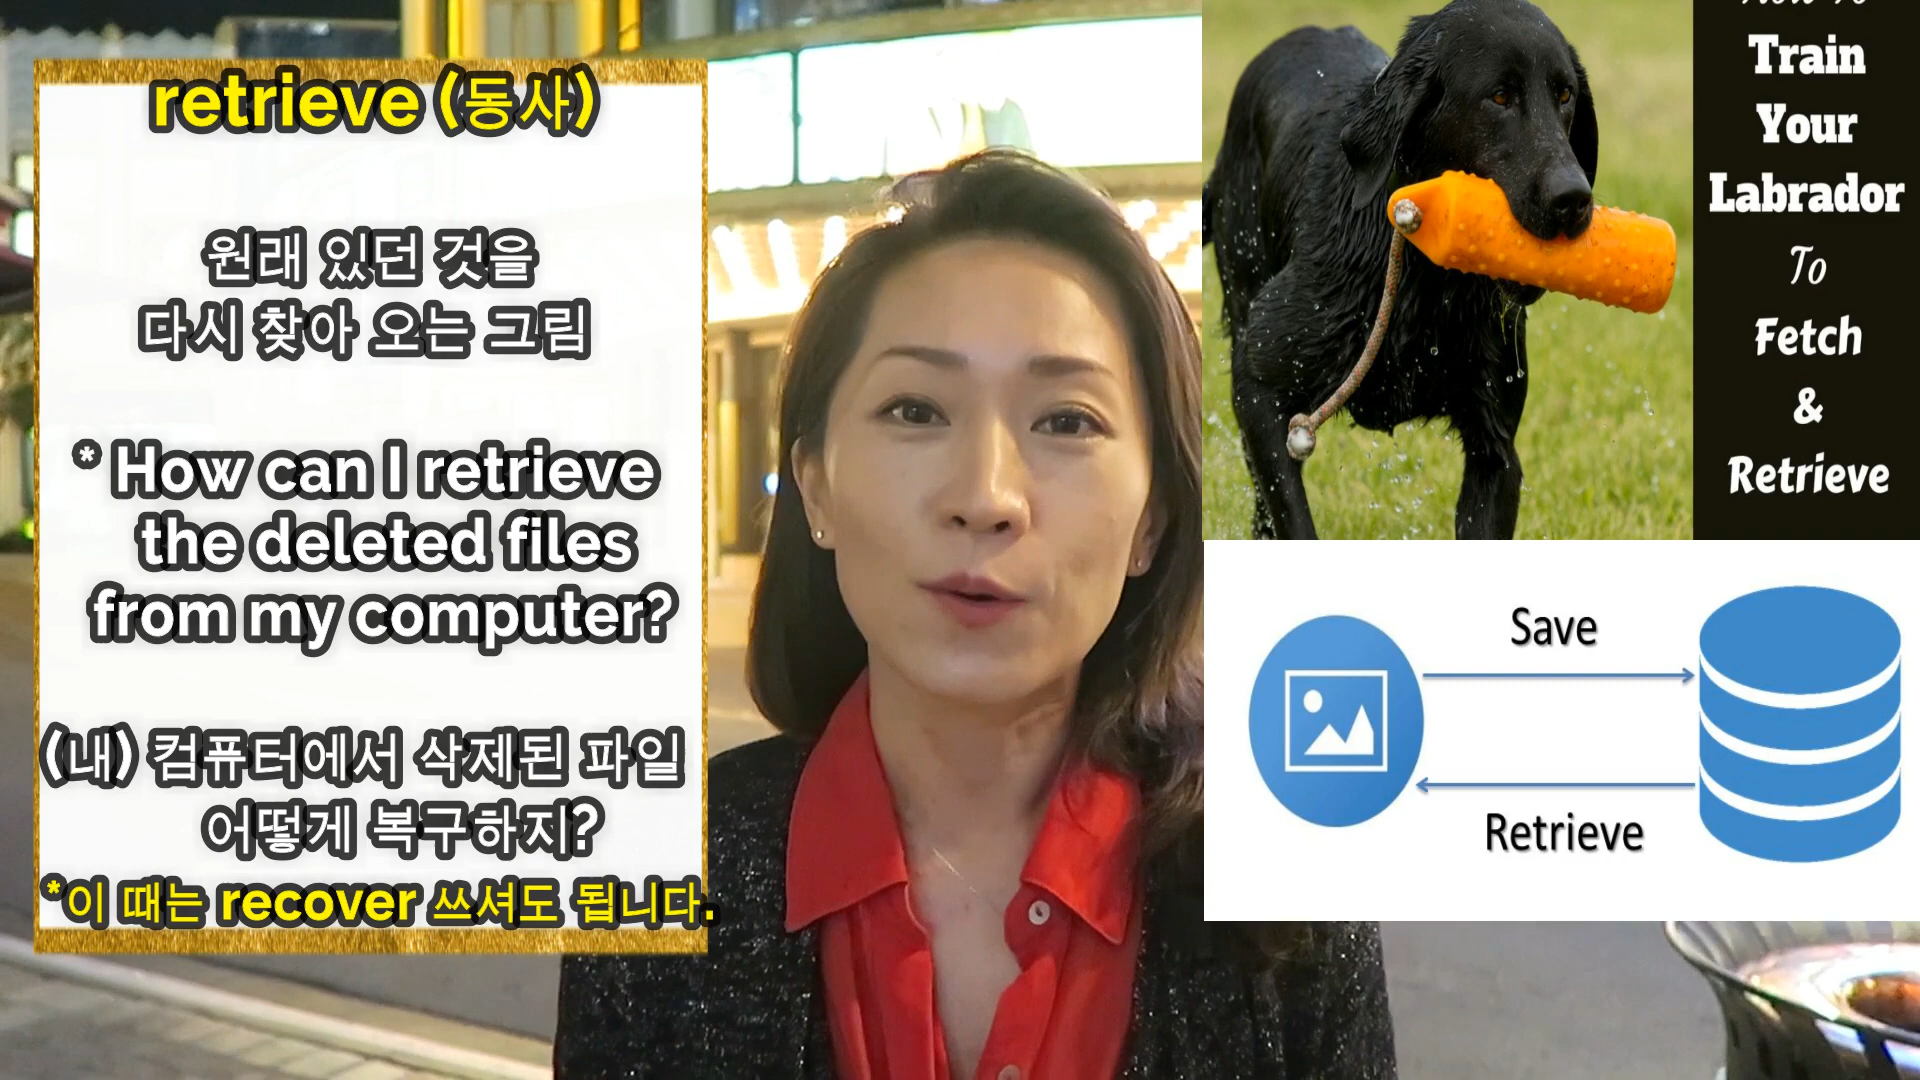 retrieve (동사)
원래 있던 것을
다시 찾아 오는 그림
* How can I retrieve
the deleted files
from my computer?
(내) 컴퓨터에서 삭제된 파일
어떻게 복구하지?
*이 때는 recover 쓰셔도 됩니다.
Train
Your
Labrador
To
Fetch
&
Retrieve
Save
Retrieve